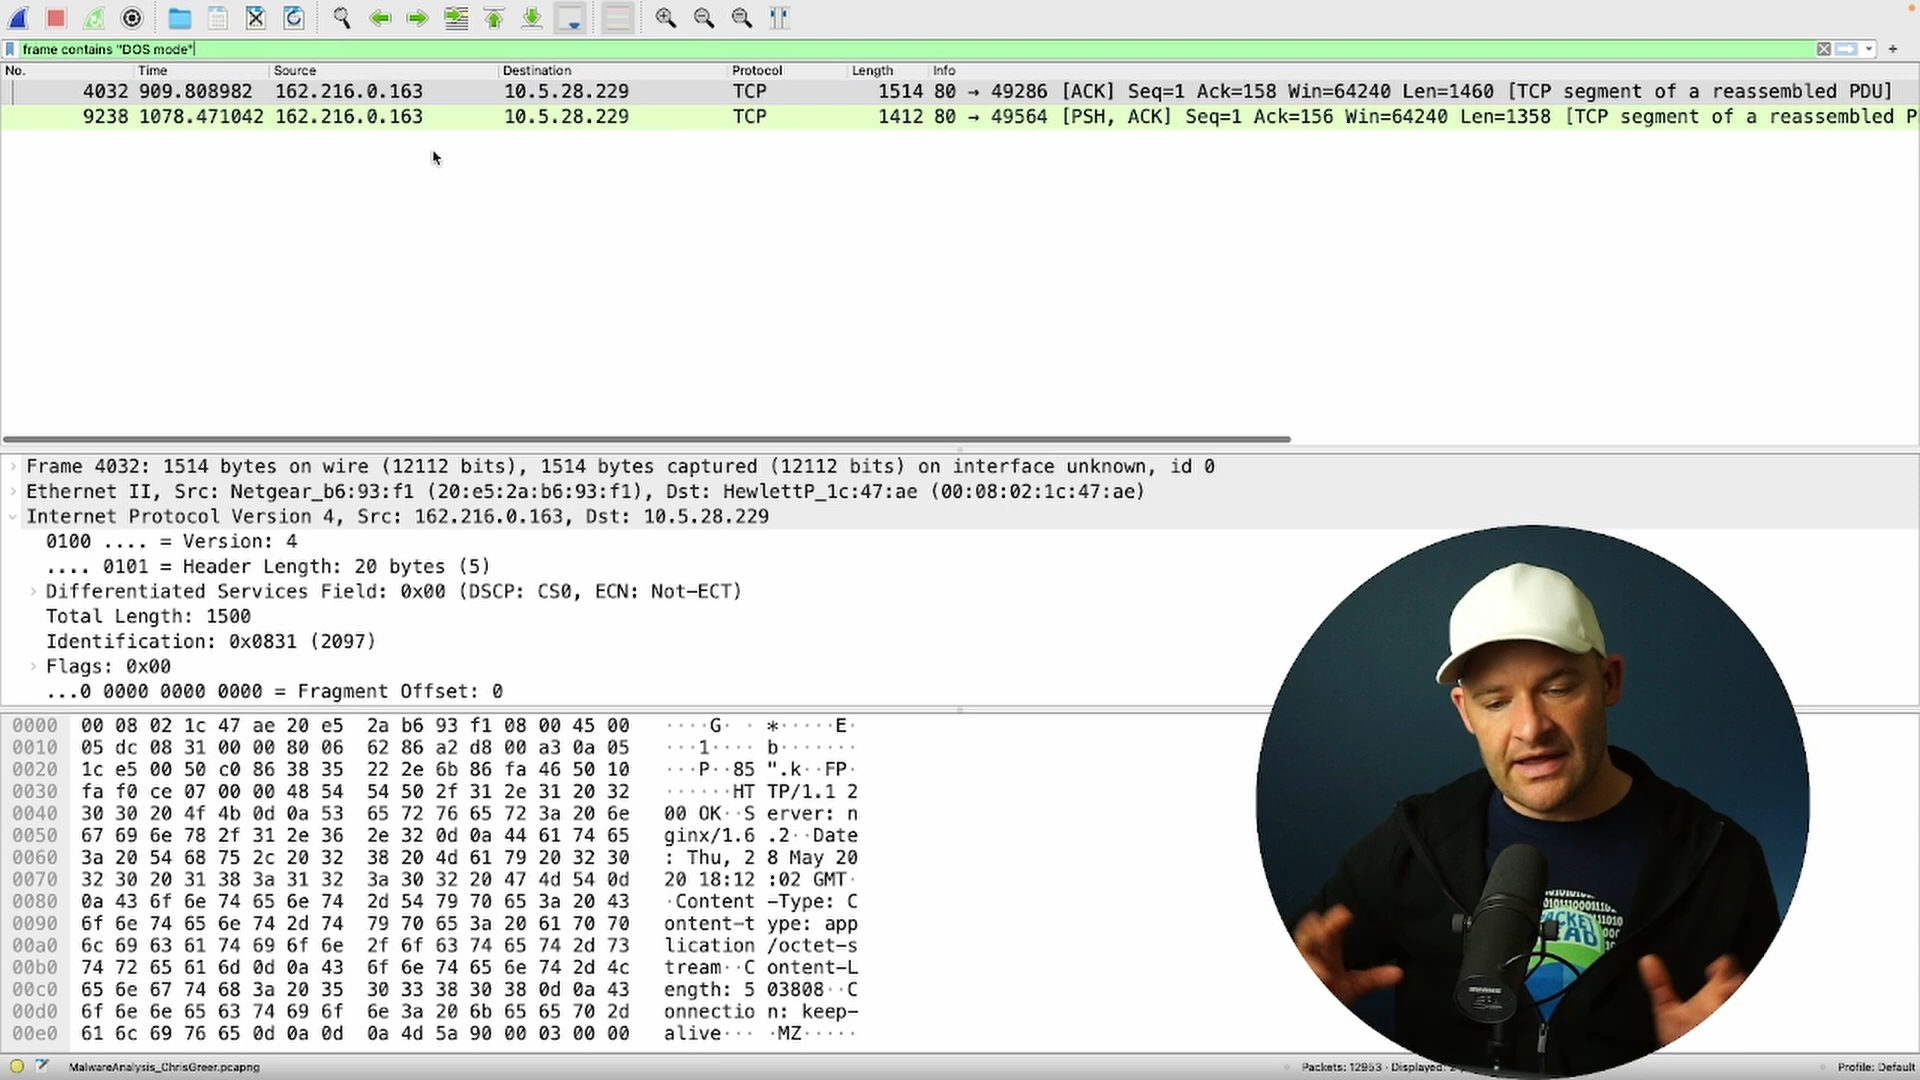 frame contains "DOS mode"
No. Time Source Destination Protocol Length Info
4032 909.808982 162.216.0.163 10.5.28.229 TCP 1514 80 → 49286 [ACK] Seq=1 Ack=158 Win=64240 Len=1460 [TCP segment of a reassembled PDU]
9238 1078.471042 162.216.0.163 10.5.28.229 TCP 1412 80 → 49564 [PSH, ACK] Seq=1 Ack=156 Win=64240 Len=1358 [TCP segment of a reassembled P
Frame 4032: 1514 bytes on wire (12112 bits), 1514 bytes captured (12112 bits) on interface unknown, id 0
Ethernet II, Src: Netgear_b6:93:f1 (20:e5:2a:b6:93:f1), Dst: HewlettP_1c:47:ae (00:08:02:1c:47:ae)
Internet Protocol Version 4, Src: 162.216.0.163, Dst: 10.5.28.229
0100 .... = Version: 4
.... 0101 = Header Length: 20 bytes (5)
Differentiated Services Field: 0x00 (DSCP: CS0, ECN: Not-ECT)
Total Length: 1500
Identification: 0x0831 (2097)
Flags: 0x00
...0 0000 0000 0000 = Fragment Offset: 0
0000 00 08 02 1c 47 ae 20 e5 2a b6 93 f1 08 00 45 00 ····G· · *·····E·
0010 05 dc 08 31 00 00 80 06 62 86 a2 d8 00 a3 0a 05 ···1···· b·······
0020 1c e5 00 50 c0 86 38 35 22 2e 6b 86 fa 46 50 10 ···P··85 ".k··FP·
0030 fa f0 ce 07 00 00 48 54 54 50 2f 31 2e 31 20 32 ······HT TP/1.1 2
0040 30 30 20 4f 4b 0d 0a 53 65 72 76 65 72 3a 20 6e 00 OK··S erver: n
0050 67 69 6e 78 2f 31 2e 36 2e 32 0d 0a 44 61 74 65 ginx/1.6 .2··Date
0060 3a 20 54 68 75 2c 20 32 38 20 4d 61 79 20 32 30 : Thu, 2 8 May 20
0070 32 30 20 31 38 3a 31 32 3a 30 32 20 47 4d 54 0d 20 18:12 :02 GMT·
0080 0a 43 6f 6e 74 65 6e 74 2d 54 79 70 65 3a 20 43 ·Content -Type: C
0090 6f 6e 74 65 6e 74 2d 74 79 70 65 3a 20 61 70 70 ontent-t ype: app
00a0 6c 69 63 61 74 69 6f 6e 2f 6f 63 74 65 74 2d 73 lication /octet-s
00b0 74 72 65 61 6d 0d 0a 43 6f 6e 74 65 6e 74 2d 4c tream··C ontent-L
00c0 65 6e 67 74 68 3a 20 35 30 33 38 30 38 0d 0a 43 ength: 5 03808··C
00d0 6f 6e 6e 65 63 74 69 6f 6e 3a 20 6b 65 65 70 2d onnectio n: keep-
00e0 61 6c 69 76 65 0d 0a 0d 0a 4d 5a 90 00 03 00 00 alive··· ·MZ·····
MalwareAnalysis_ChrisGreer.pcapng
Packets: 12953 · Displayed:
Profile: Default